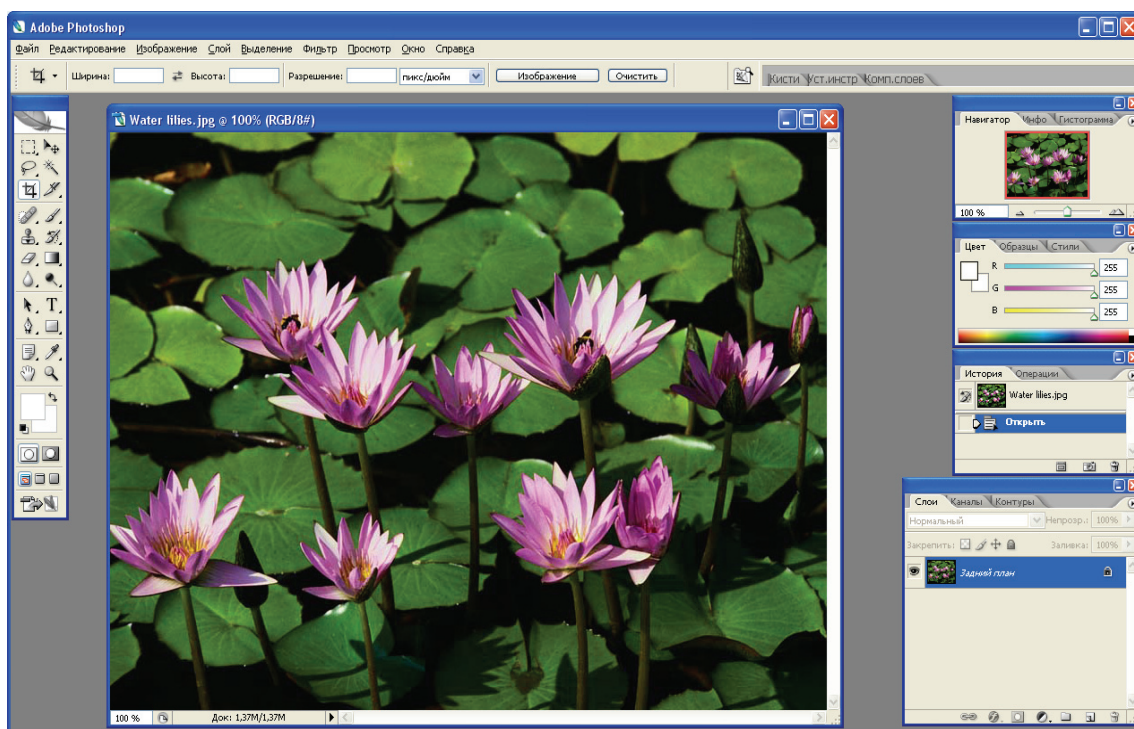 Adobe Photoshop
Файл Редактирование Изображение Слой Выделение Фильтр Просмотр Окно Справка
Ширина: Высота: Разрешение: пикс/дюйм Изображение Очистить
Кисти Уст.инстр Комп.слоев
Water lilies.jpg @ 100% (RGB/8#)
Навигатор Инфо Гистограмма
100 %
Цвет Образцы Стили
R 255
G 255
B 255
T
История Операции
Water lilies.jpg
Открыть
Слои Каналы Контуры
Нормальный Непрозр.: 100%
Закрепить: Заливка: 100%
Задний план
100 % Док: 1,37M/1,37M